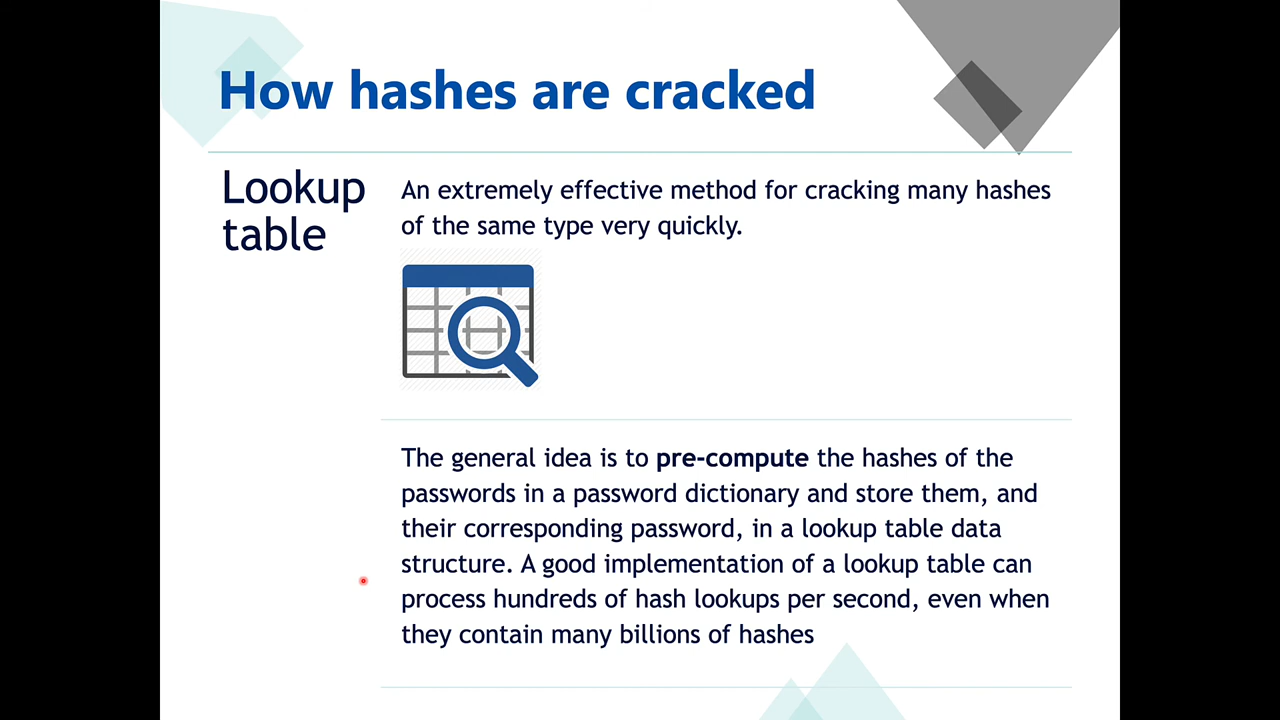 How hashes are cracked
Lookup
table
An extremely effective method for cracking many hashes
of the same type very quickly.
The general idea is to pre-compute the hashes of the
passwords in a password dictionary and store them, and
their corresponding password, in a lookup table data
structure. A good implementation of a lookup table can
process hundreds of hash lookups per second, even when
they contain many billions of hashes